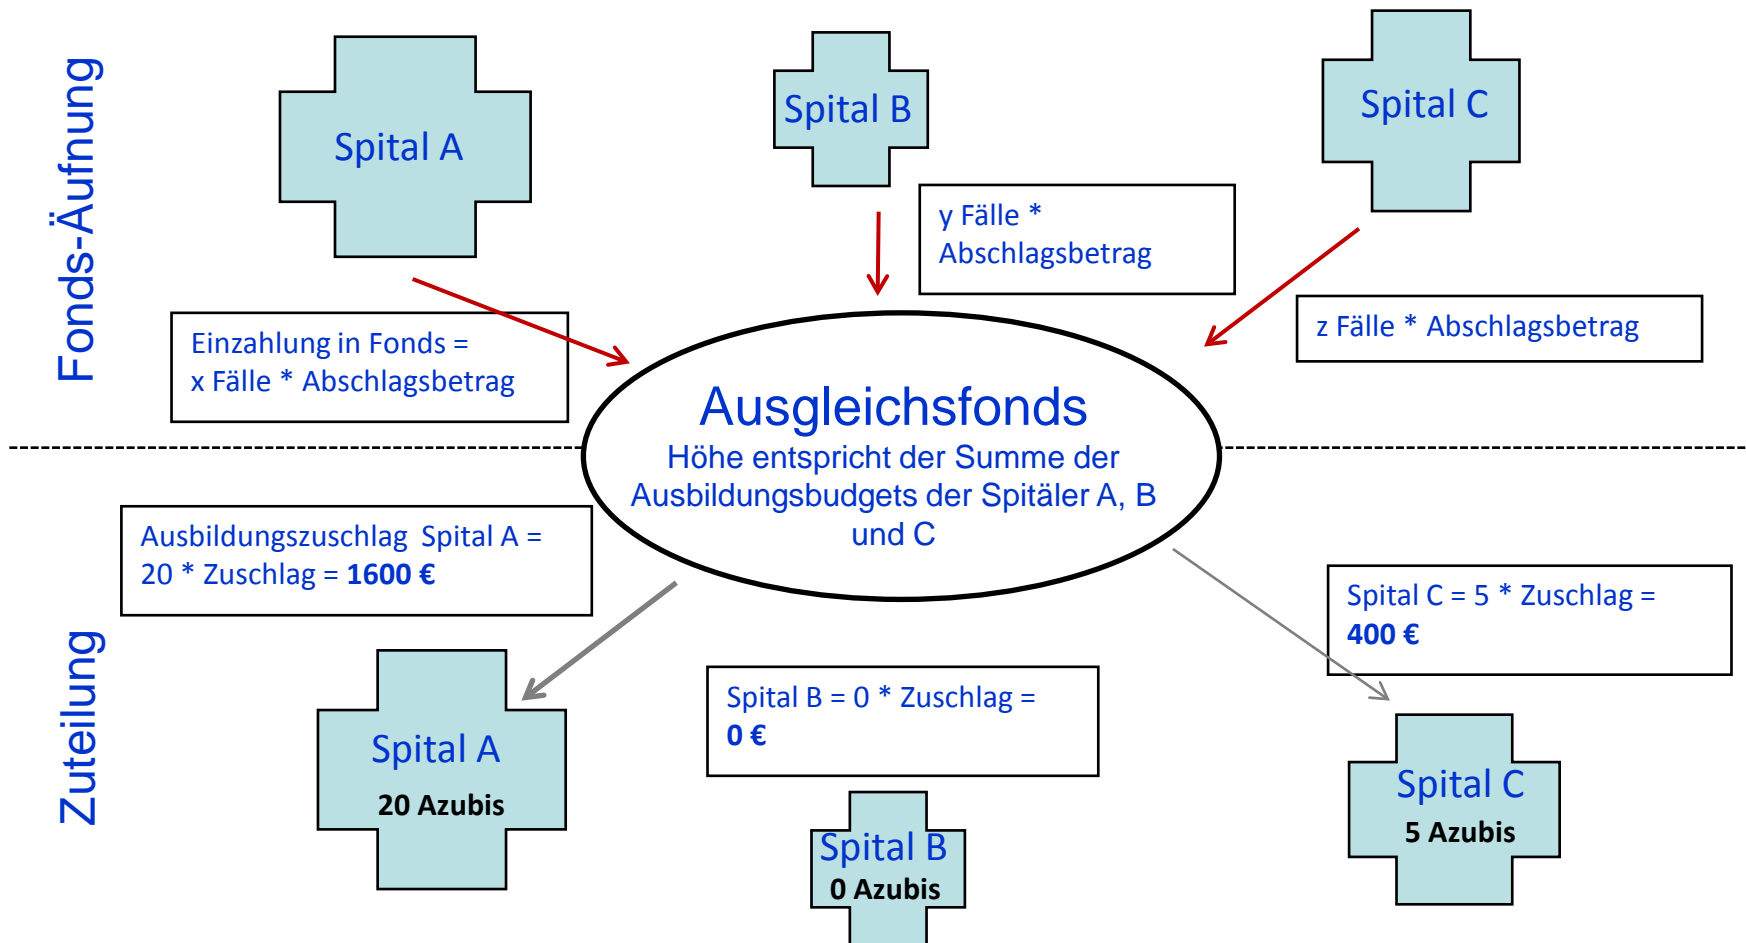 Fonds-Äufnung
Spital A
Spital B
Spital C
y Fälle *
Abschlagsbetrag
Einzahlung in Fonds =
x Fälle * Abschlagsbetrag
z Fälle * Abschlagsbetrag
Ausgleichsfonds
Höhe entspricht der Summe der
Ausbildungsbudgets der Spitäler A, B
und C
Zuteilung
Ausbildungszuschlag Spital A =
20 * Zuschlag = 1600 €
Spital C = 5 * Zuschlag =
400 €
Spital B = 0 * Zuschlag =
0 €
Spital A
20 Azubis
Spital B
0 Azubis
Spital C
5 Azubis